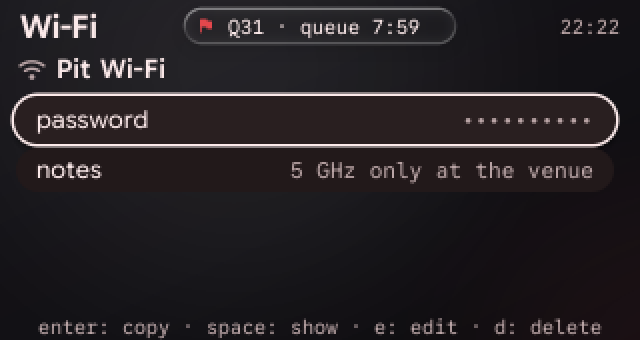 Wi-Fi
Q31 · queue 7:59
22:22
Pit Wi-Fi
password ••••••••••
notes 5 GHz only at the venue
enter: copy · space: show · e: edit · d: delete